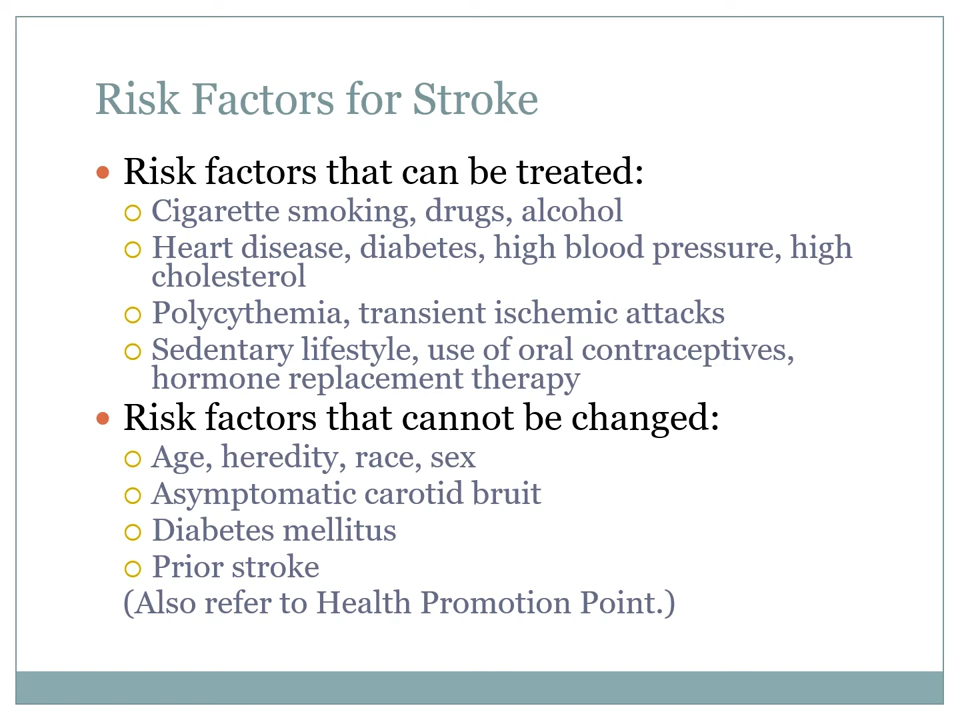 Risk Factors for Stroke
Risk factors that can be treated:
Cigarette smoking, drugs, alcohol
Heart disease, diabetes, high blood pressure, high
cholesterol
Polycythemia, transient ischemic attacks
Sedentary lifestyle, use of oral contraceptives,
hormone replacement therapy
Risk factors that cannot be changed:
Age, heredity, race, sex
Asymptomatic carotid bruit
Diabetes mellitus
Prior stroke
(Also refer to Health Promotion Point.)